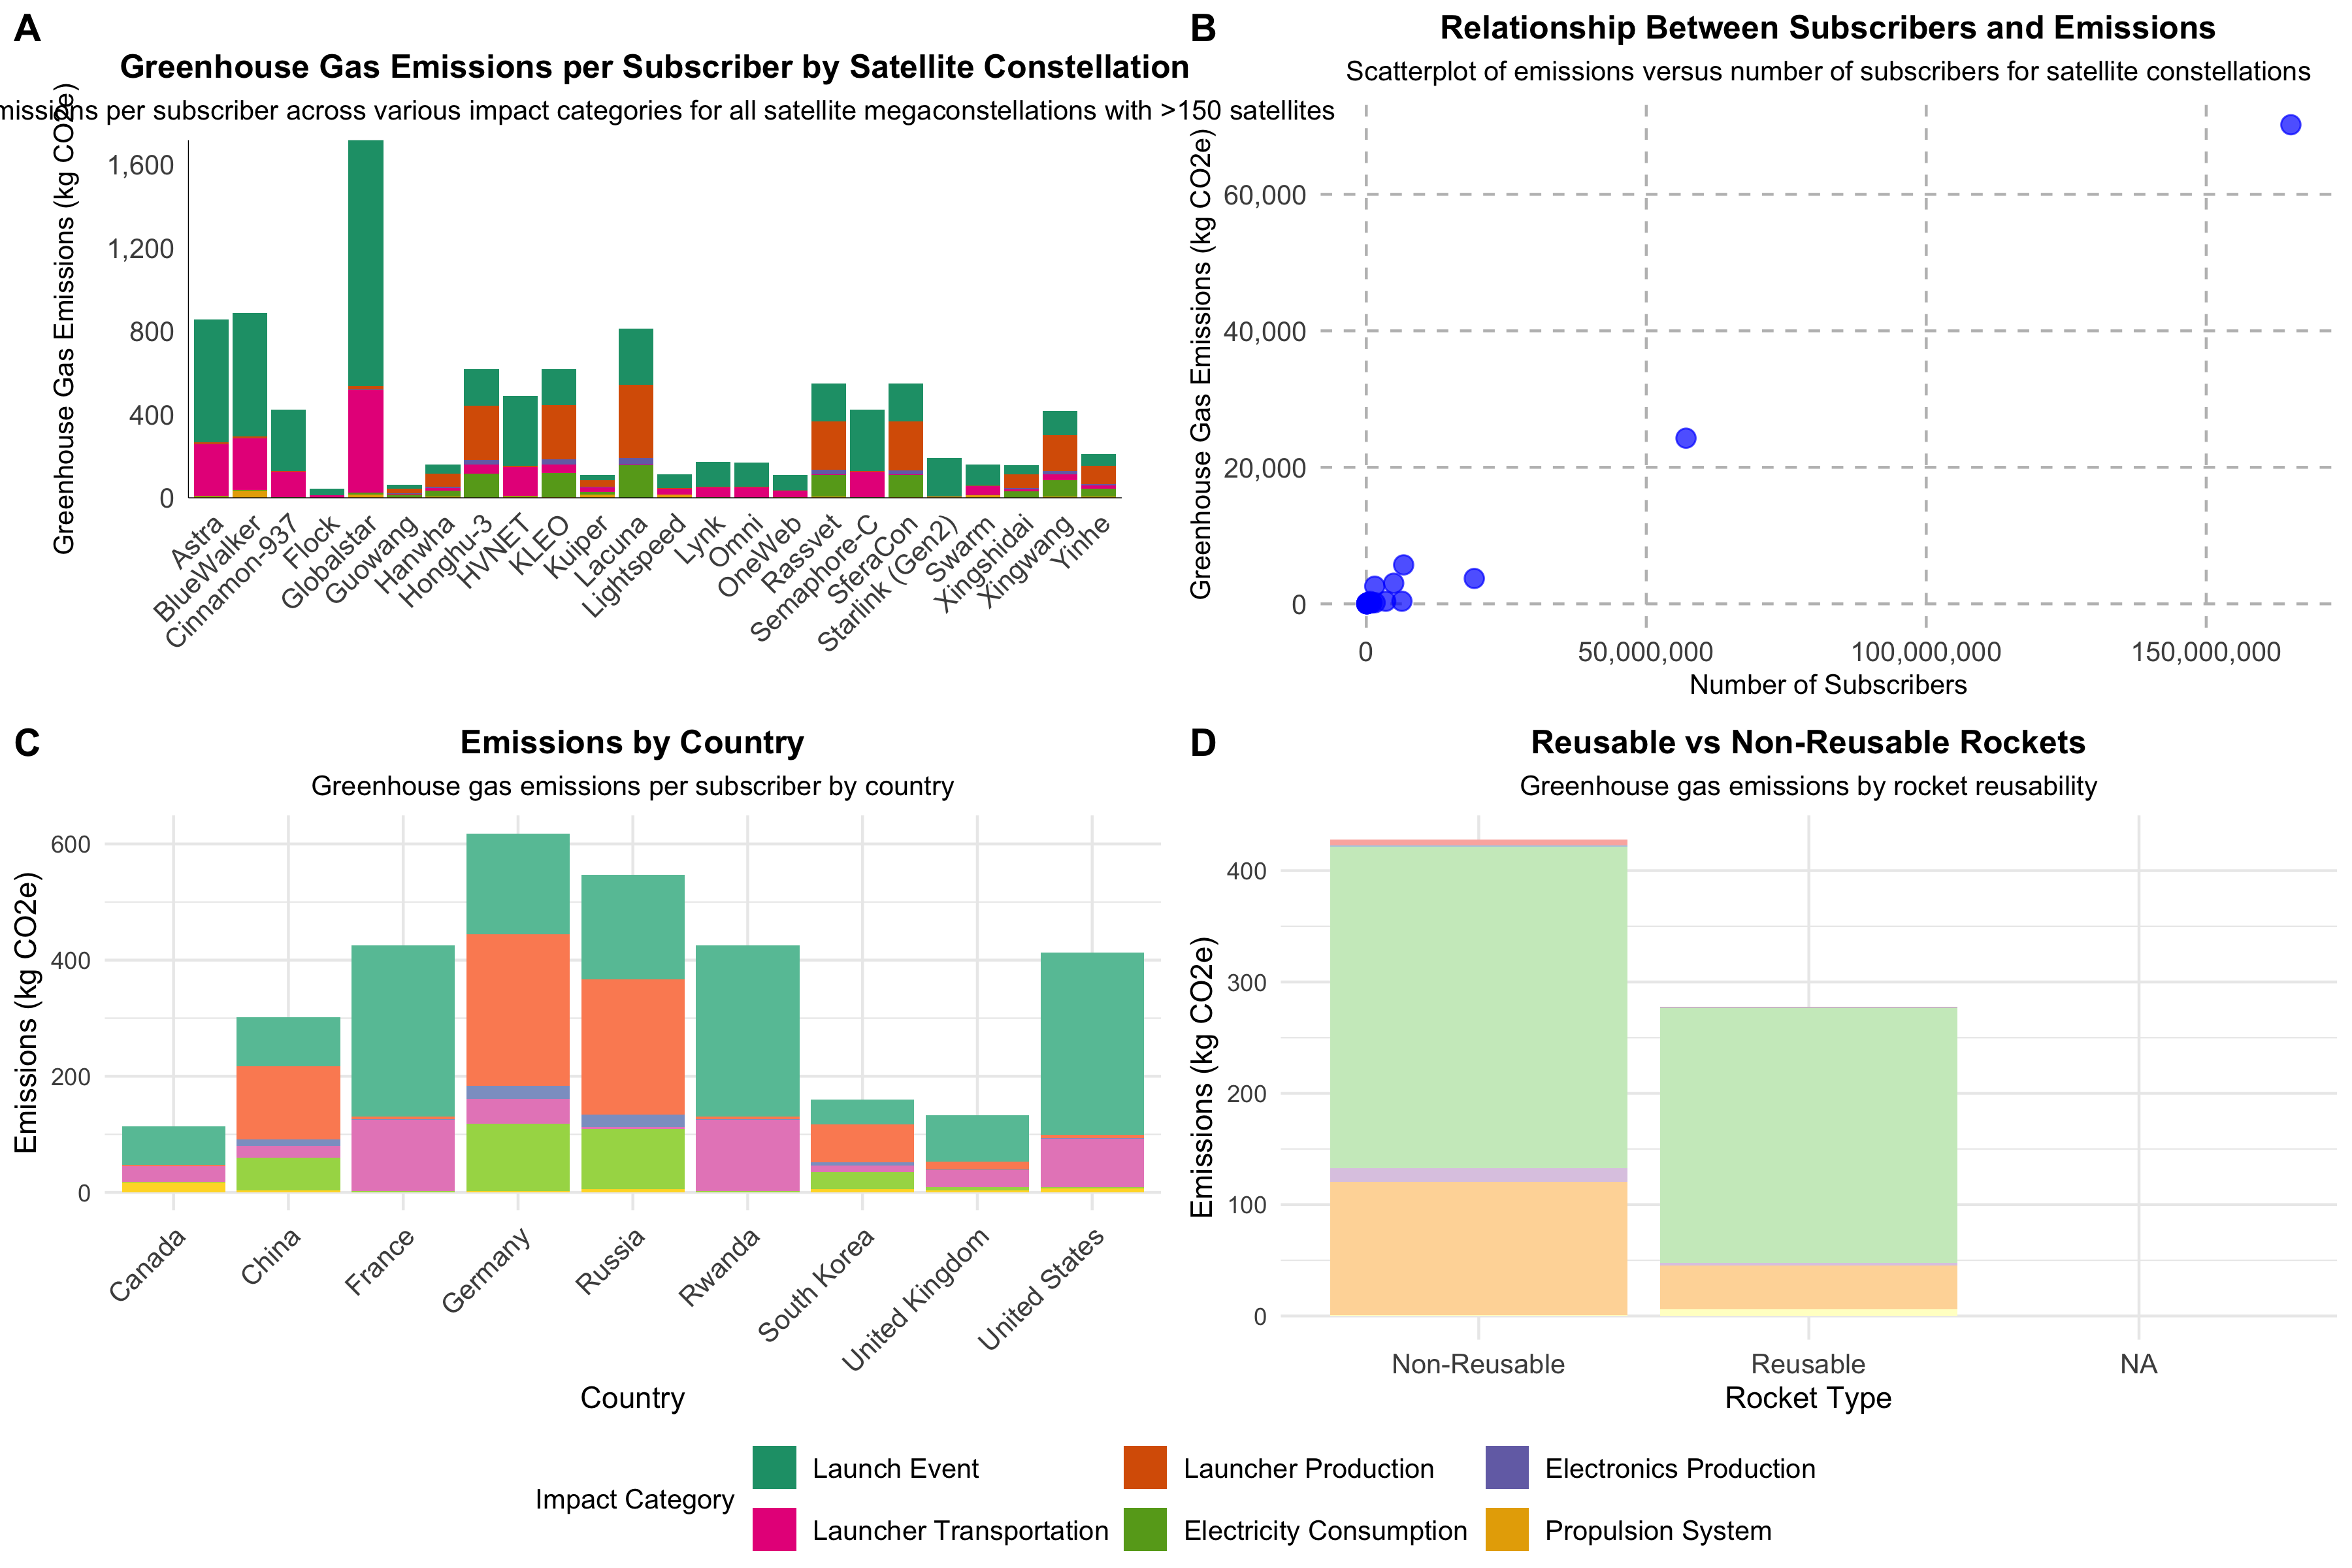 A
Greenhouse Gas Emissions per Subscriber by Satellite Constellation
per subscriber across various impact categories for all satellite megaconstellations with >150 satellites
Greenhouse Gas Emissions (kg CO2e)
1,600
1,200
800
400
0
Astra
BlueWalker
Cinnamon-937
Flock
Globalstar
Guowang
Hanwha
Honghu-3
HVNET
KLEO
Kuiper
Lacuna
Lightspeed
Lynk
Omni
OneWeb
Rassvet
Semaphore-C
SferaCon
Starlink (Gen2)
Swarm
Xingshidai
Xingwang
Yinhe
B
Relationship Between Subscribers and Emissions
Scatterplot of emissions versus number of subscribers for satellite constellations
Greenhouse Gas Emissions (kg CO2e)
60,000
40,000
20,000
0
0
50,000,000
100,000,000
150,000,000
Number of Subscribers
C
Emissions by Country
Greenhouse gas emissions per subscriber by country
Emissions (kg CO2e)
600
400
200
0
Canada
China
France
Germany
Russia
Rwanda
South Korea
United Kingdom
United States
Country
D
Reusable vs Non-Reusable Rockets
Greenhouse gas emissions by rocket reusability
Emissions (kg CO2e)
400
300
200
100
0
Non-Reusable
Reusable
NA
Rocket Type
Impact Category
Launch Event
Launcher Production
Electronics Production
Launcher Transportation
Electricity Consumption
Propulsion System